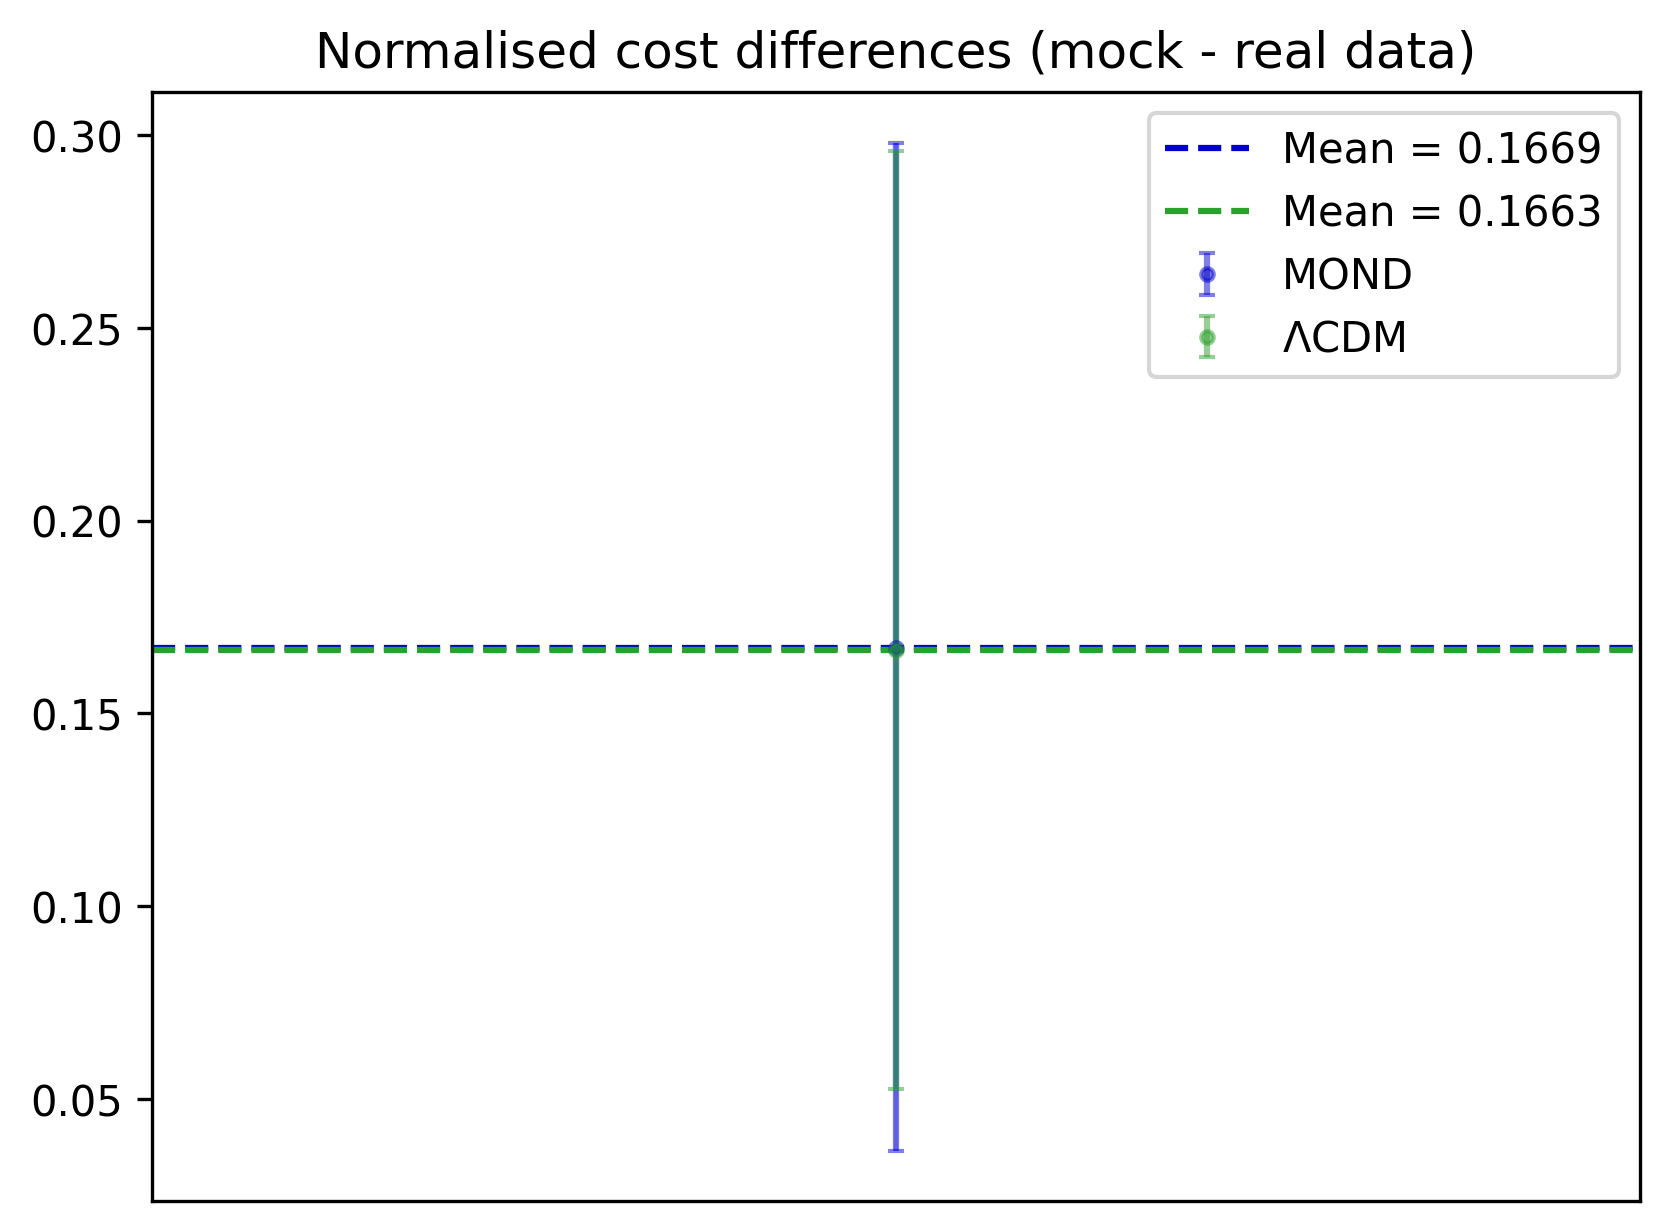 Normalised cost differences (mock - real data)
0.30
0.25
0.20
0.15
0.10
0.05
Mean = 0.1669
Mean = 0.1663
MOND
ΛCDM